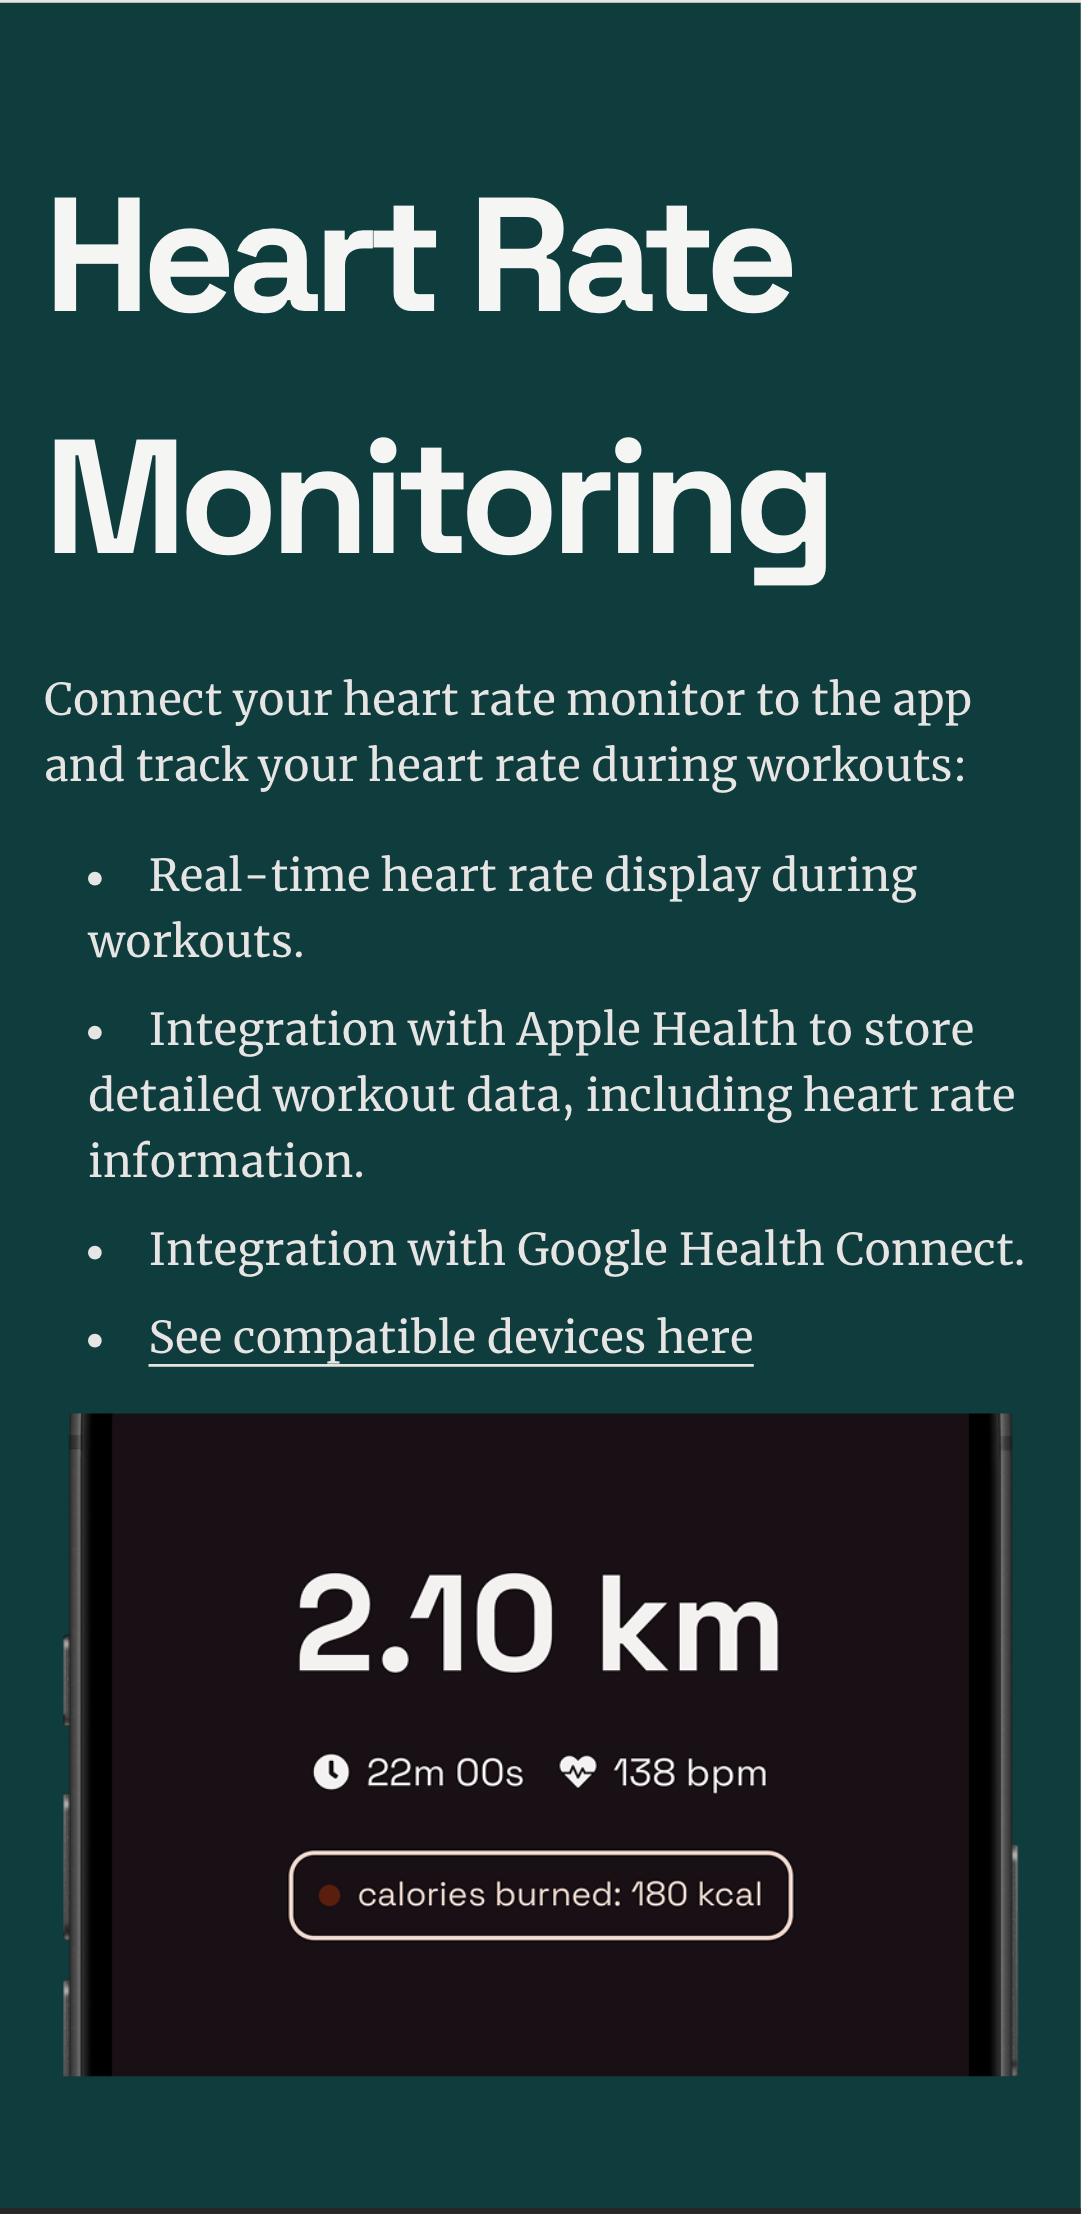 Heart Rate
Monitoring
Connect your heart rate monitor to the app
and track your heart rate during workouts:
• Real-time heart rate display during
workouts.
• Integration with Apple Health to store
detailed workout data, including heart rate
information.
• Integration with Google Health Connect.
• See compatible devices here
2.10 km
22m 00s 138 bpm
calories burned: 180 kcal